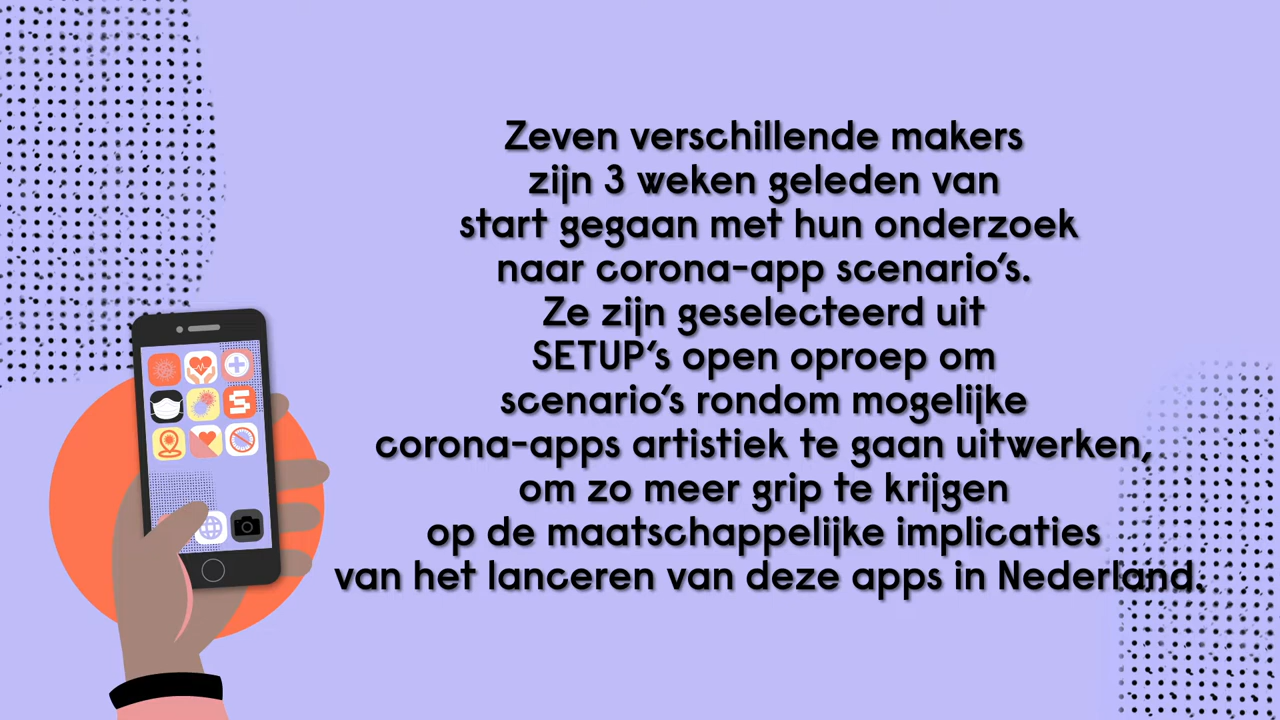 Zeven verschillende makers
zijn 3 weken geleden van
start gegaan met hun onderzoek
naar corona-app scenario's.
Ze zijn geselecteerd uit
SETUP's open oproep om
scenario's rondom mogelijke
corona-apps artistiek te gaan uitwerken,
om zo meer grip te krijgen
op de maatschappelijke implicaties
van het lanceren van deze apps in Nederland.